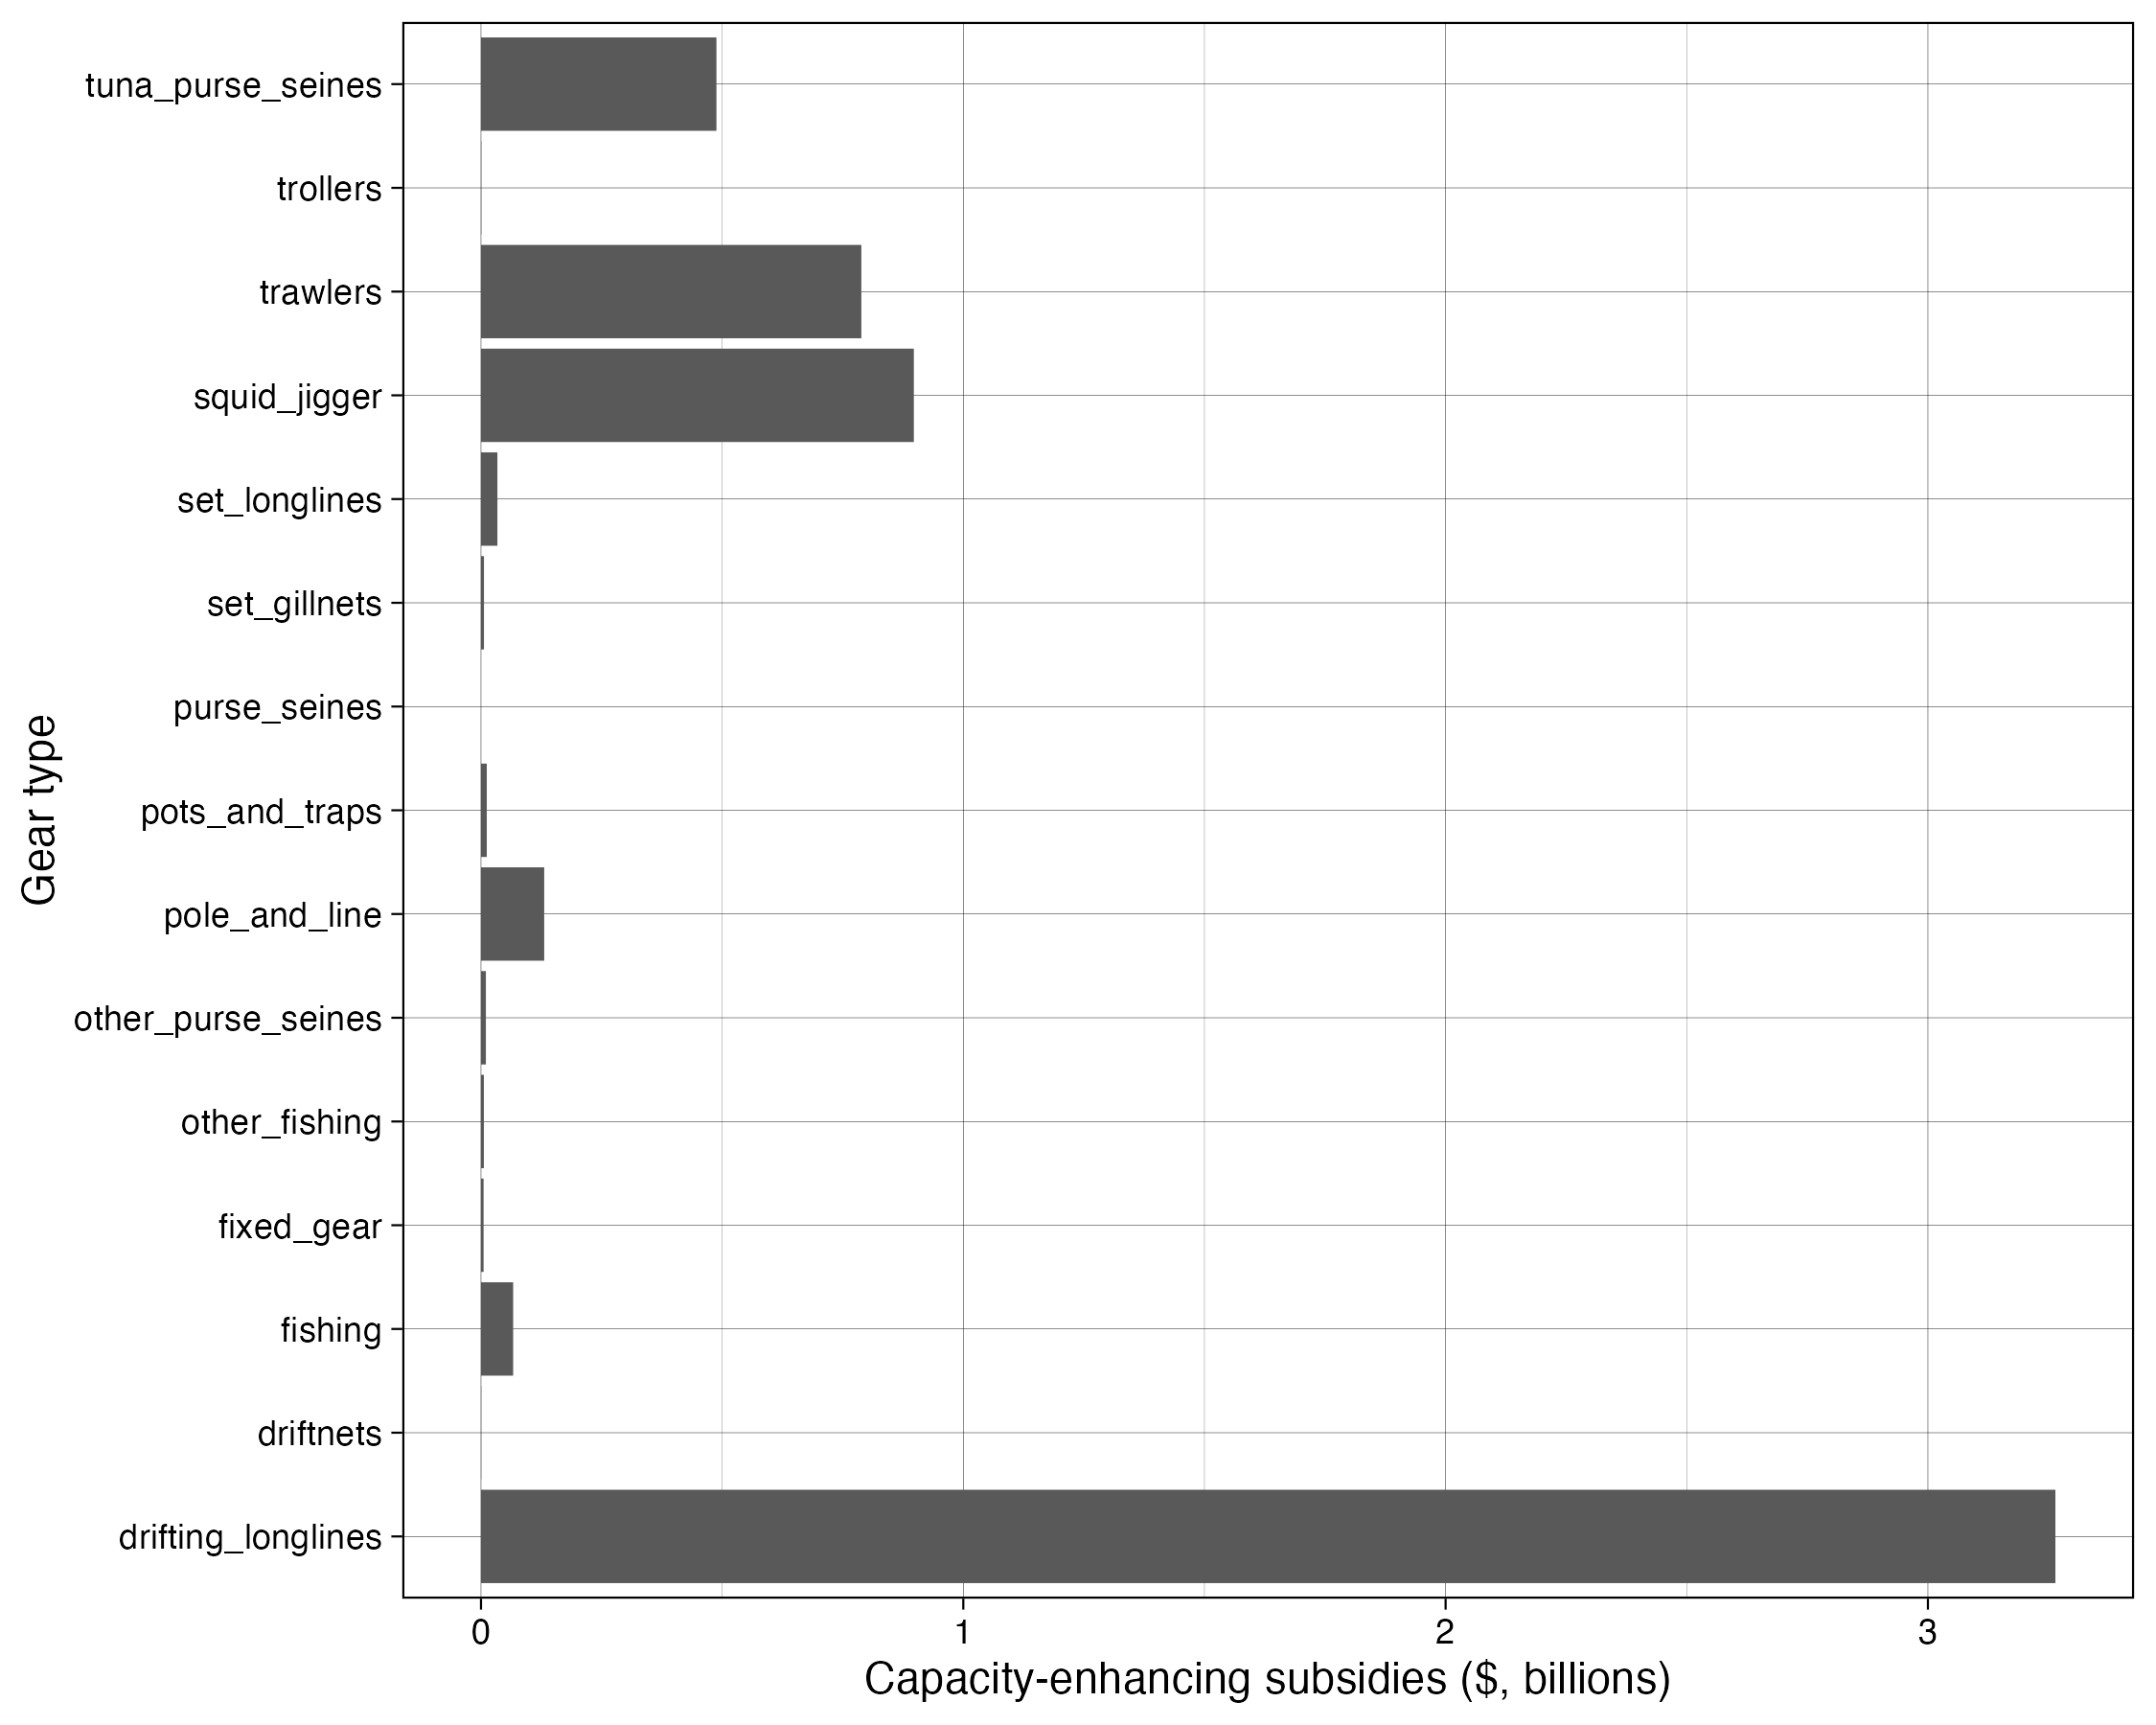 tuna_purse_seines
trollers
trawlers
squid_jigger
set_longlines
set_gillnets
purse_seines
pots_and_traps
pole_and_line
other_purse_seines
other_fishing
fixed_gear
fishing
driftnets
drifting_longlines
Gear type
0 1 2 3
Capacity-enhancing subsidies ($, billions)